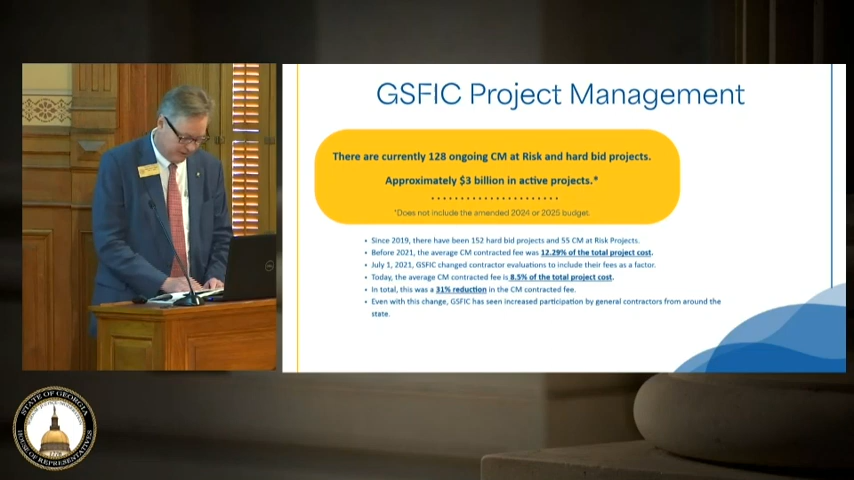 GSFIC Project Management
There are currently 128 ongoing CM at Risk and hard bid projects.
Approximately $3 billion in active projects.*
*Does not include the amended 2024 or 2025 budget.
• Since 2019, there have been 152 hard bid projects and 55 CM at Risk Projects.
• Before 2021, the average CM contracted fee was 12.29% of the total project cost.
• July 1, 2021, GSFIC changed contractor evaluations to include their fees as a factor.
• Today, the average CM contracted fee is 8.5% of the total project cost.
• In total, this was a 31% reduction in the CM contracted fee.
• Even with this change, GSFIC has seen increased participation by general contractors from around the
state.
STATE OF GEORGIA
HOUSE OF REPRESENTATIVES